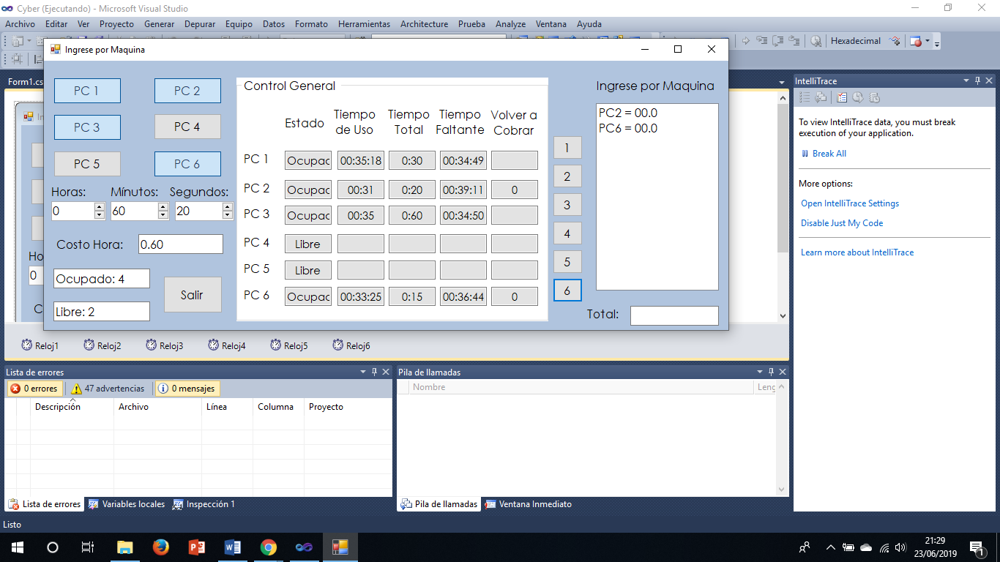 Cyber (Ejecutando) - Microsoft Visual Studio
Archivo Editar Ver Proyecto Generar Depurar Equipo Datos Formato Herramientas Architecture Prueba Analyze Ventana Ayuda
Hexadecimal
Form1.cs
Ingrese por Maquina
PC 1 PC 2
PC 3 PC 4
PC 5 PC 6
Horas: Mínutos: Segundos:
0 60 20
Costo Hora: 0.60
Ocupado: 4
Libre: 2
Salir
Control General
Estado Tiempo de Uso Tiempo Total Tiempo Faltante Volver a Cobrar
PC 1 Ocupac 00:35:18 0:30 00:34:49
PC 2 Ocupac 00:31 0:20 00:39:11 0
PC 3 Ocupac 00:35 0:60 00:34:50
PC 4 Libre
PC 5 Libre
PC 6 Ocupac 00:33:25 0:15 00:36:44 0
1
2
3
4
5
6
Ingrese por Maquina
PC2 = 00.0
PC6 = 00.0
Total:
Ho
0
C
Reloj1 Reloj2 Reloj3 Reloj4 Reloj5 Reloj6
IntelliTrace
To view IntelliTrace data, you must break
execution of your application.
Break All
More options:
Open IntelliTrace Settings
Disable Just My Code
Learn more about IntelliTrace
Lista de errores
0 errores 47 advertencias 0 mensajes
Descripción Archivo Línea Columna Proyecto
Lista de errores Variables locales Inspección 1
Pila de llamadas
Nombre Leng
Pila de llamadas Ventana Inmediato
Listo
21:29
23/06/2019
1